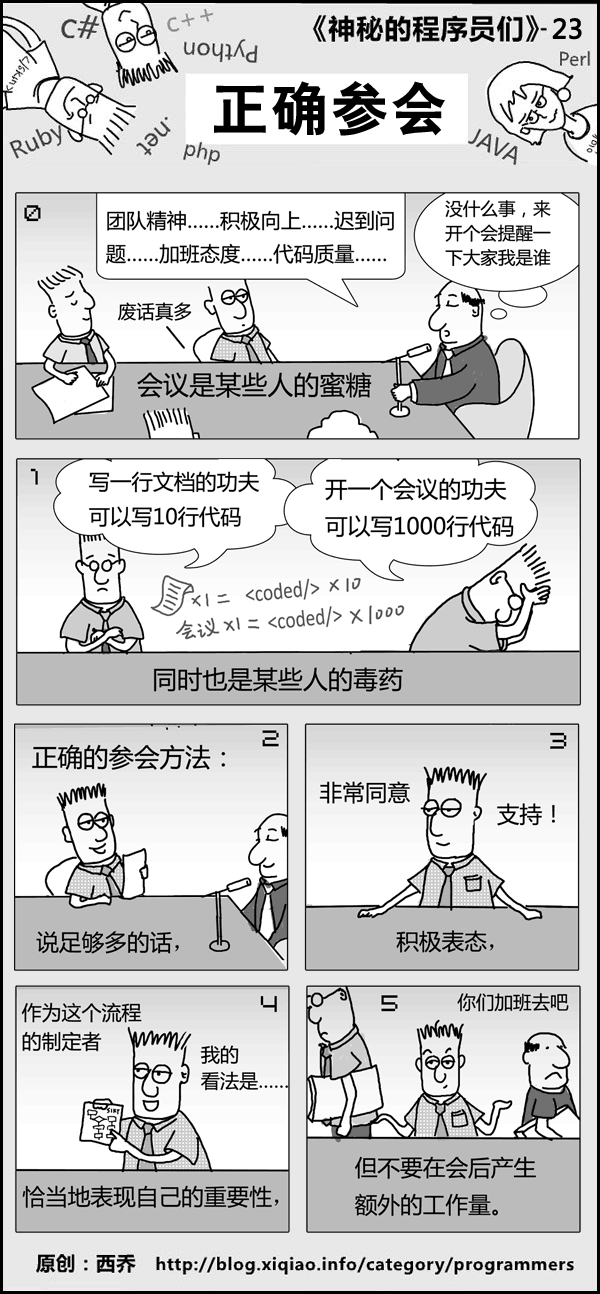 C#
C++
Python
《神秘的程序员们》- 23
Perl
Ruby
.net
php
正确参会
JAVA
0
团队精神……积极向上……迟到问
题……加班态度……代码质量……
没什么事，来
开个会提醒一
下大家我是谁
废话真多
会议是某些人的蜜糖
1
写一行文档的功夫
可以写10行代码
开一个会议的功夫
可以写1000行代码
×1 = <coded/> ×10
会议 ×1 = <coded/> ×1000
同时也是某些人的毒药
2
正确的参会方法：
说足够多的话，
3
非常同意
支持！
积极表态，
4
作为这个流程
的制定者
我的
看法是……
恰当地表现自己的重要性，
5
你们加班去吧
但不要在会后产生
额外的工作量。
原创：西乔 http://blog.xiqiao.info/category/programmers